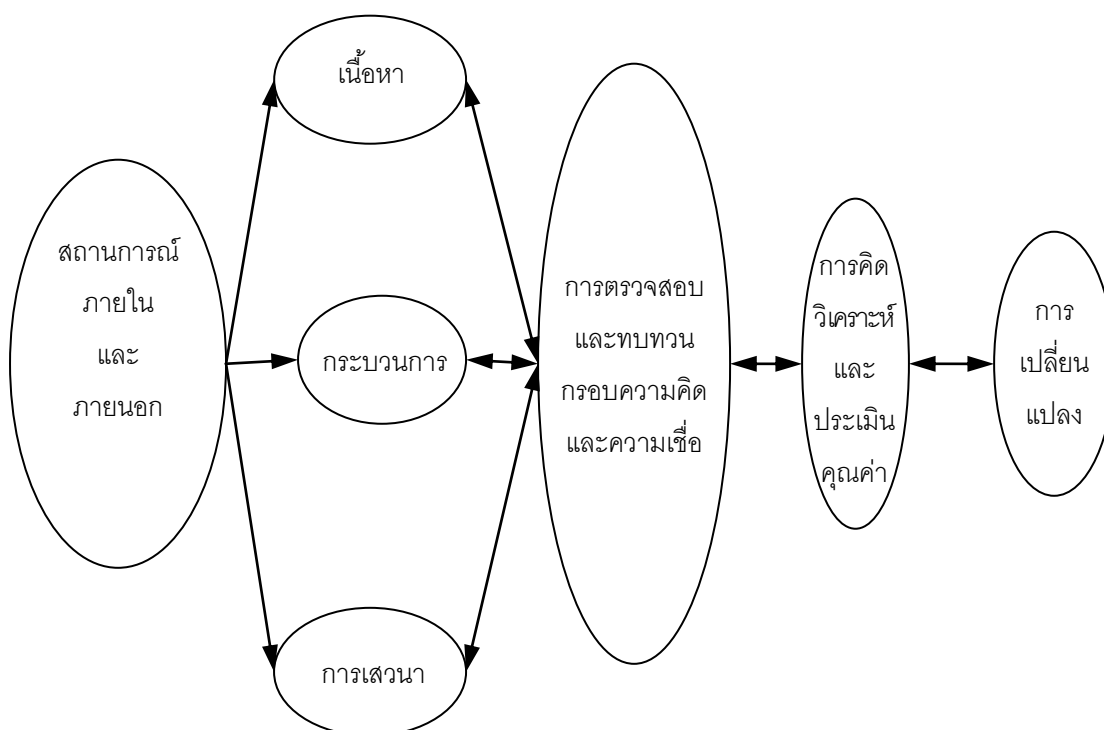 เนื้อหา
สถานการณ์
ภายใน
และ
ภายนอก
กระบวนการ
การเสวนา
การตรวจสอบ
และทบทวน
กรอบความคิด
และความเชื่อ
การคิด
วิเคราะห์
และ
ประเมิน
คุณค่า
การ
เปลี่ยน
แปลง